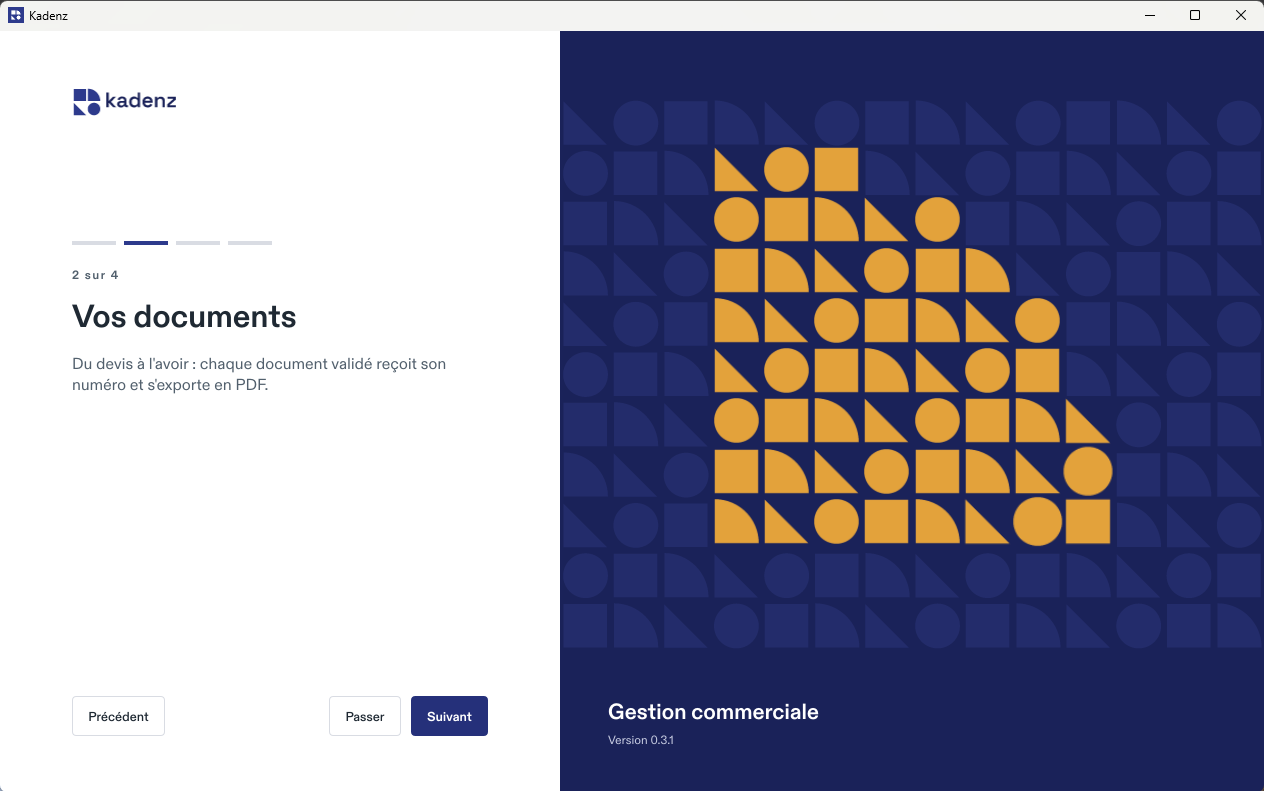 Kadenz
kadenz
2 sur 4
Vos documents
Du devis à l'avoir : chaque document validé reçoit son
numéro et s'exporte en PDF.
Précédent
Passer
Suivant
Gestion commerciale
Version 0.3.1